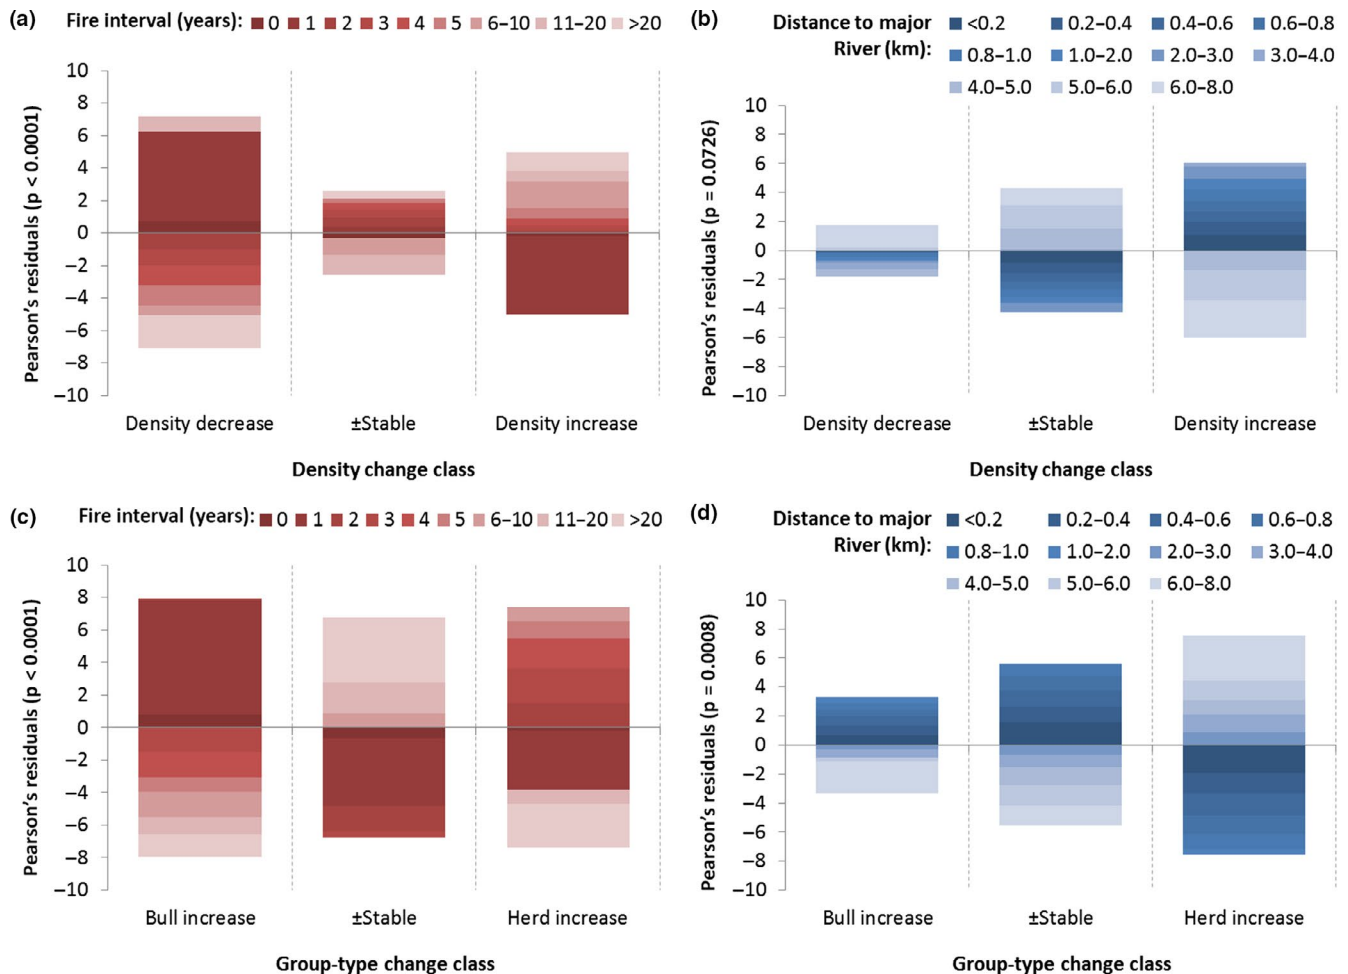 (a)
Fire interval (years): 0 1 2 3 4 5 6–10 11–20 >20
Pearson's residuals (p < 0.0001)
10
8
6
4
2
0
−2
−4
−6
−8
−10
Density decrease ±Stable Density increase
Density change class
(b)
Distance to major <0.2 0.2–0.4 0.4–0.6 0.6–0.8
River (km): 0.8–1.0 1.0–2.0 2.0–3.0 3.0–4.0
4.0–5.0 5.0–6.0 6.0–8.0
Pearson's residuals (p = 0.0726)
10
8
6
4
2
0
−2
−4
−6
−8
−10
Density decrease ±Stable Density increase
Density change class
(c)
Fire interval (years): 0 1 2 3 4 5 6–10 11–20 >20
Pearson's residuals (p < 0.0001)
10
8
6
4
2
0
−2
−4
−6
−8
−10
Bull increase ±Stable Herd increase
Group-type change class
(d)
Distance to major <0.2 0.2–0.4 0.4–0.6 0.6–0.8
River (km): 0.8–1.0 1.0–2.0 2.0–3.0 3.0–4.0
4.0–5.0 5.0–6.0 6.0–8.0
Pearson's residuals (p = 0.0008)
10
8
6
4
2
0
−2
−4
−6
−8
−10
Bull increase ±Stable Herd increase
Group-type change class